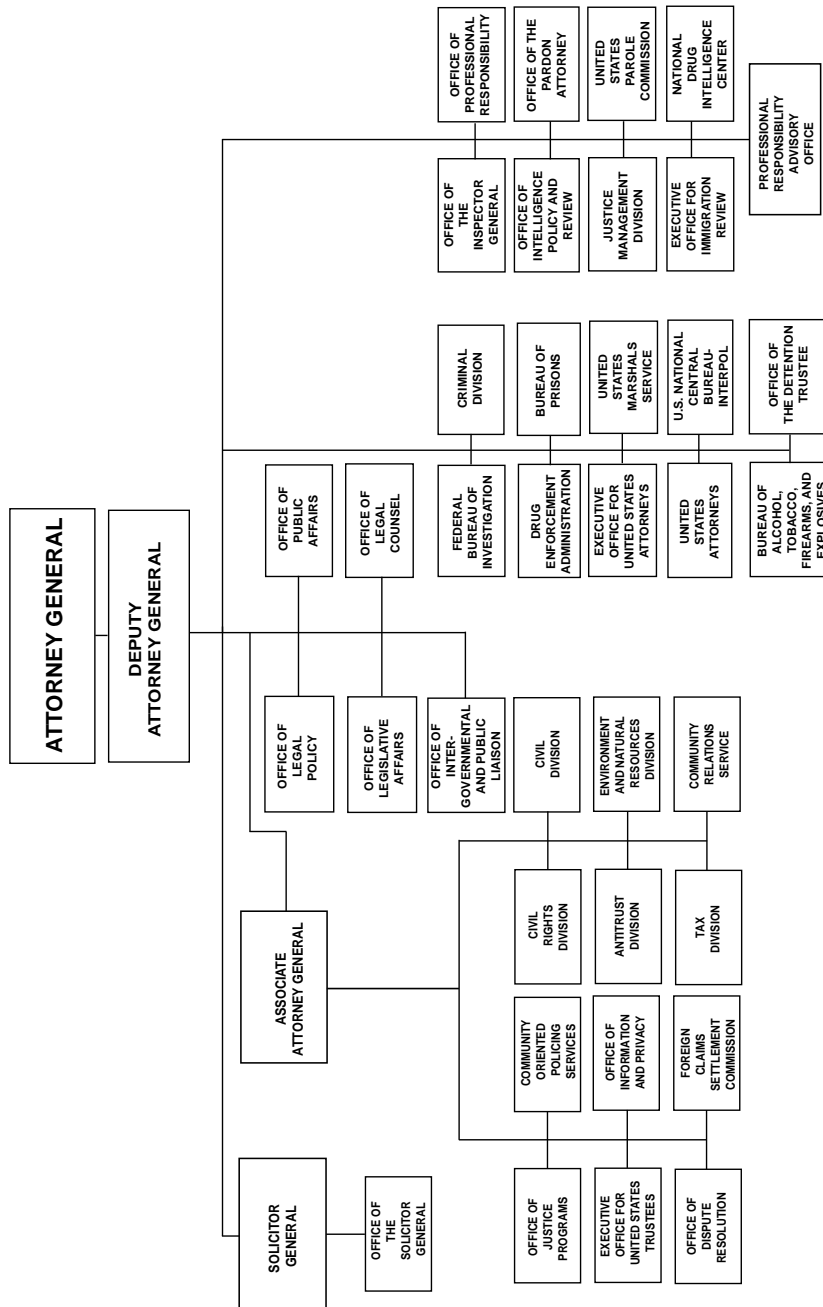 ATTORNEY GENERAL
DEPUTY
ATTORNEY GENERAL
SOLICITOR
GENERAL
OFFICE OF
THE
SOLICITOR
GENERAL
ASSOCIATE
ATTORNEY GENERAL
OFFICE OF
LEGAL
POLICY
OFFICE OF
PUBLIC
AFFAIRS
OFFICE OF
LEGISLATIVE
AFFAIRS
OFFICE OF
LEGAL
COUNSEL
OFFICE OF
INTER-
GOVERNMENTAL
AND PUBLIC
LIAISON
OFFICE OF
JUSTICE
PROGRAMS
COMMUNITY
ORIENTED
POLICING
SERVICES
EXECUTIVE
OFFICE FOR
UNITED STATES
TRUSTEES
OFFICE OF
INFORMATION
AND PRIVACY
OFFICE OF
DISPUTE
RESOLUTION
FOREIGN
CLAIMS
SETTLEMENT
COMMISSION
CIVIL
RIGHTS
DIVISION
CIVIL
DIVISION
ANTITRUST
DIVISION
ENVIRONMENT
AND NATURAL
RESOURCES
DIVISION
TAX
DIVISION
COMMUNITY
RELATIONS
SERVICE
FEDERAL
BUREAU OF
INVESTIGATION
CRIMINAL
DIVISION
DRUG
ENFORCEMENT
ADMINISTRATION
BUREAU OF
PRISONS
EXECUTIVE
OFFICE FOR
UNITED STATES
ATTORNEYS
UNITED
STATES
MARSHALS
SERVICE
UNITED
STATES
ATTORNEYS
U.S. NATIONAL
CENTRAL
BUREAU-
INTERPOL
BUREAU OF
ALCOHOL,
TOBACCO,
FIREARMS, AND
EXPLOSIVES
OFFICE OF
THE DETENTION
TRUSTEE
OFFICE OF
THE
INSPECTOR
GENERAL
OFFICE OF
PROFESSIONAL
RESPONSIBILITY
OFFICE OF
INTELLIGENCE
POLICY AND
REVIEW
OFFICE OF THE
PARDON
ATTORNEY
JUSTICE
MANAGEMENT
DIVISION
UNITED
STATES
PAROLE
COMMISSION
EXECUTIVE
OFFICE FOR
IMMIGRATION
REVIEW
NATIONAL
DRUG
INTELLIGENCE
CENTER
PROFESSIONAL
RESPONSIBILITY
ADVISORY
OFFICE